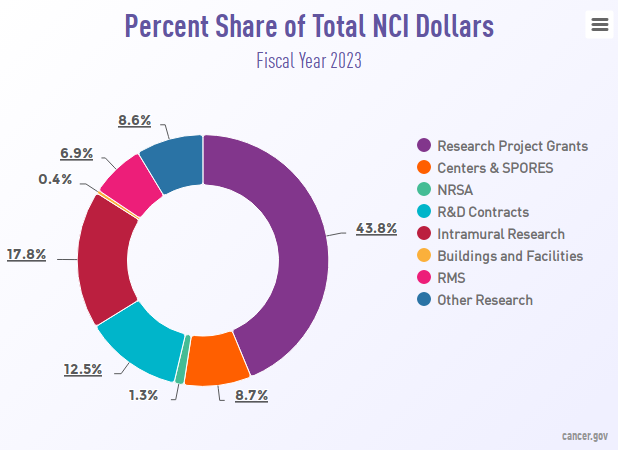 Percent Share of Total NCI Dollars
Fiscal Year 2023
8.6%
6.9%
0.4%
17.8%
12.5%
1.3%
8.7%
43.8%
Research Project Grants
Centers & SPORES
NRSA
R&D Contracts
Intramural Research
Buildings and Facilities
RMS
Other Research
cancer.gov